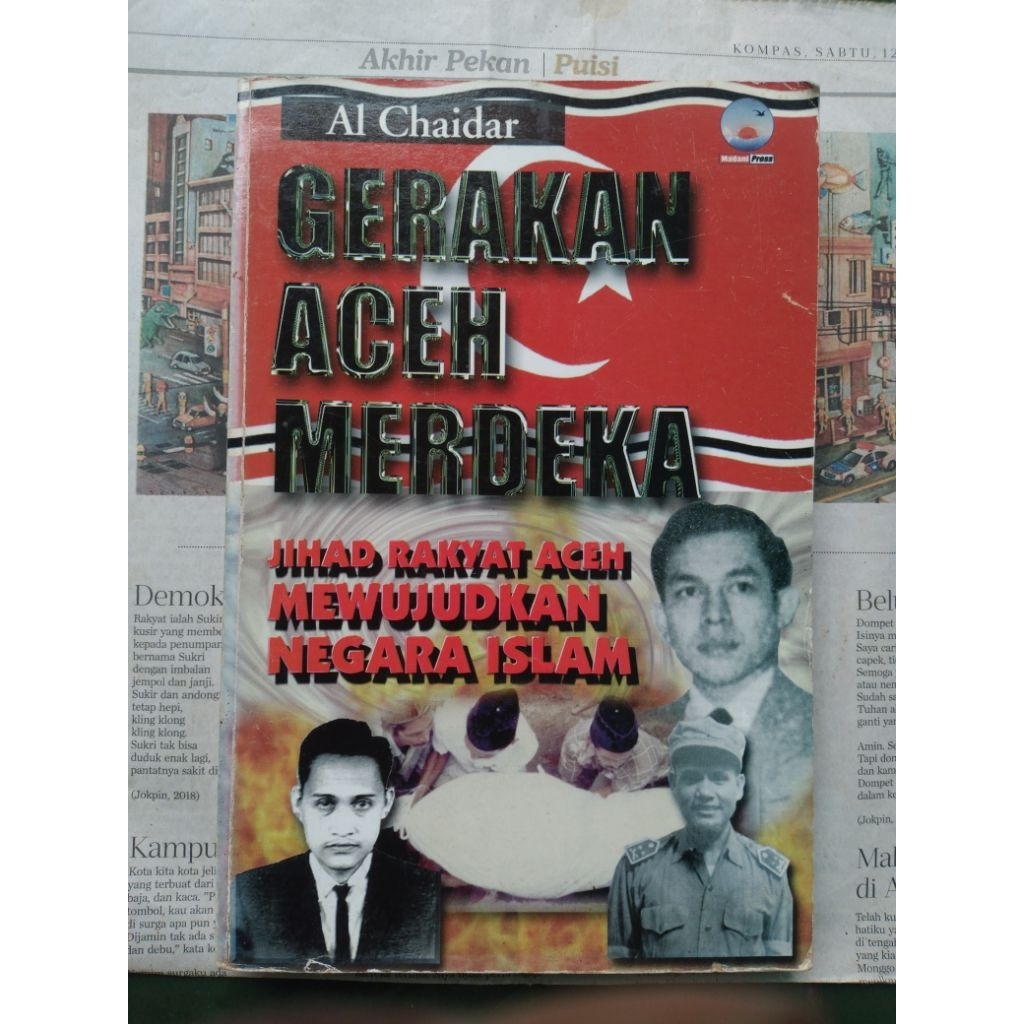 Akhir Pekan | Puisi
KOMPAS, SABTU, 12
Al Chaidar
Madani Press
GERAKAN
ACEH
MERDEKA
JIHAD RAKYAT ACEH
MEWUJUDKAN
NEGARA ISLAM
Demok
Rakyat ialah Sukir
kusir yang membe
kepada penumpan
bernama Sukri
dengan imbalan
jempol dan janji.
Sukir dan andong
tetap hepi,
kling klong
kling klong.
Sukri tak bisa
duduk enak lagi,
pantatnya sakit di
(Jokpin, 2018)
Kampu
Kota kita kota jeli
yang terbuat dari
baja, dan kaca. "P
tombol, kau akan
di surga apa pun y
Dijamin tak ada s
dan debu," kata k
Bel
Dompet
Isinya m
Saya car
capek, ti
Semoga
atau nen
Sudah sa
Tuhan a
ganti yan
Amin. Se
Tapi don
dan kam
Dompet
dalam ke
(Jokpin,
Mal
di A
Telah ku
hatiku ya
di tengah
yang kia
Monggo